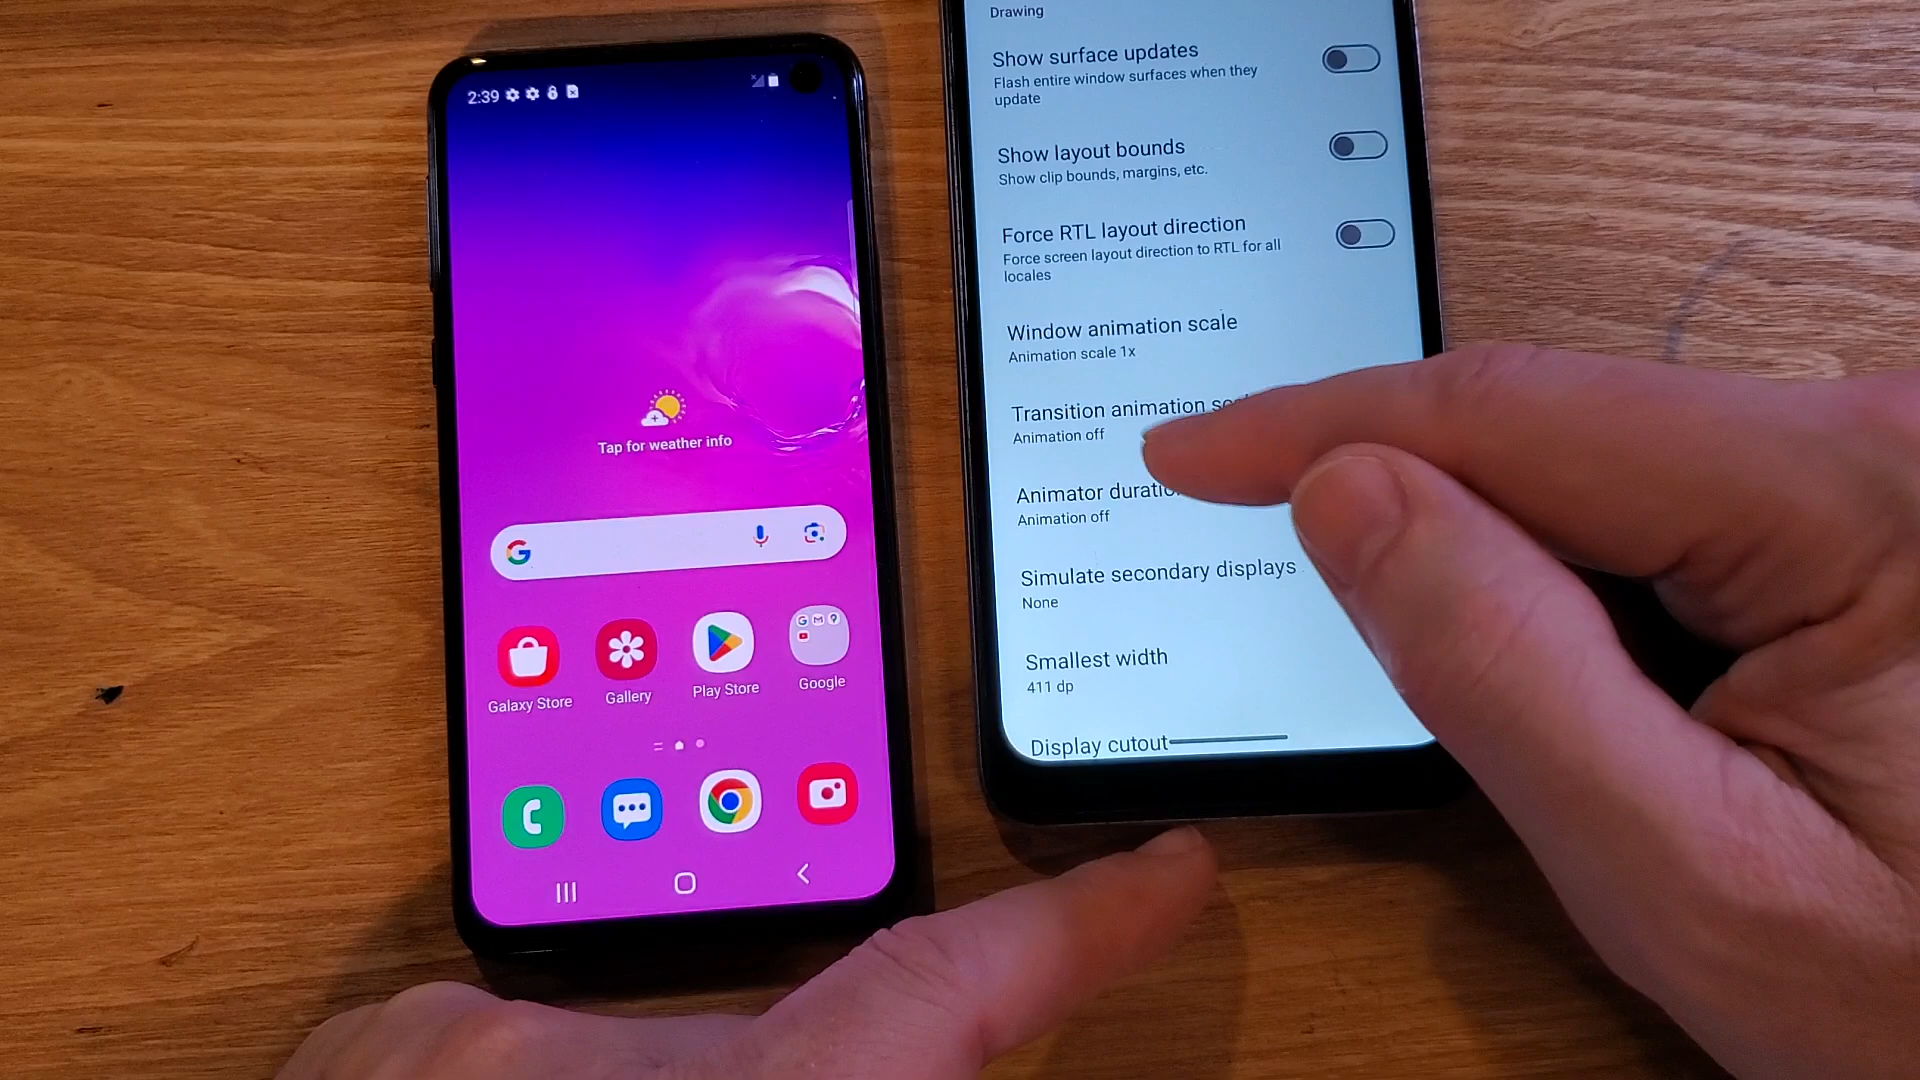 2:39
Tap for weather info
Galaxy Store
Gallery
Play Store
Google
Drawing
Show surface updates
Flash entire window surfaces when they
update
Show layout bounds
Show clip bounds, margins, etc.
Force RTL layout direction
Force screen layout direction to RTL for all
locales
Window animation scale
Animation scale 1x
Transition animation
Animation off
Animator
Animation off
Simulate secondary displays
None
Smallest width
411 dp
Display cutout